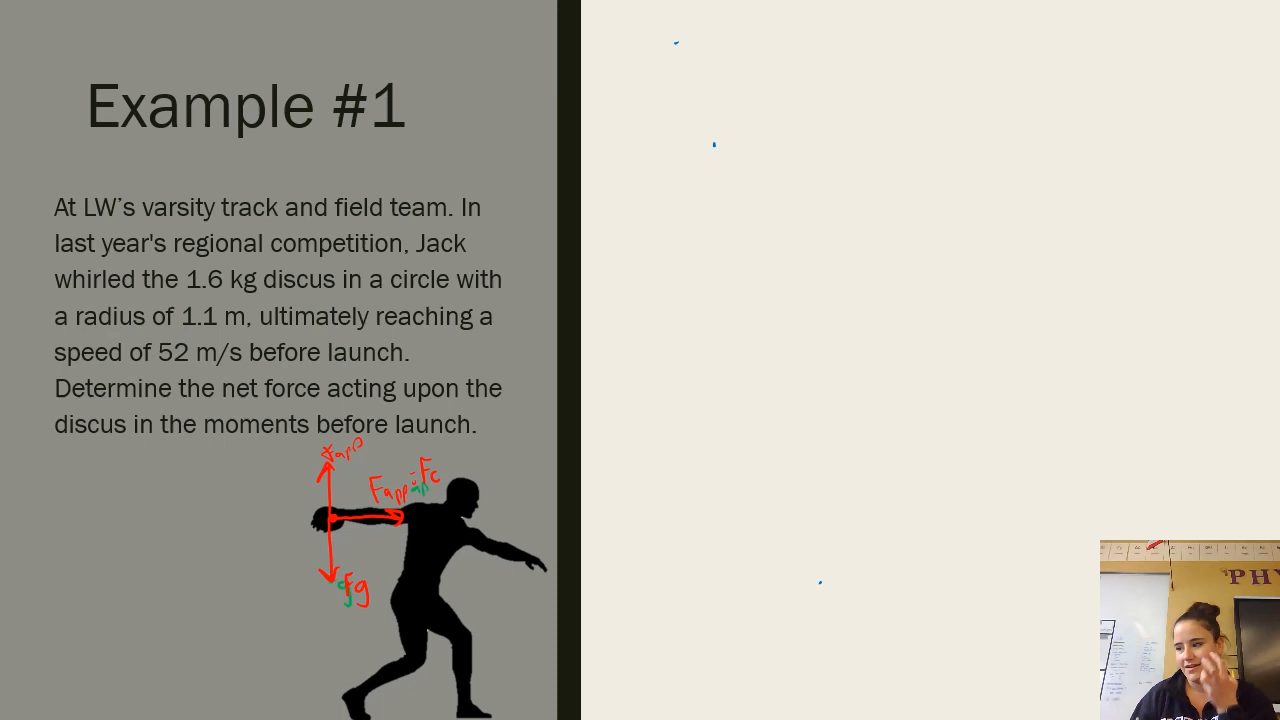 Example #1
At LW’s varsity track and field team. In
last year's regional competition, Jack
whirled the 1.6 kg discus in a circle with
a radius of 1.1 m, ultimately reaching a
speed of 52 m/s before launch.
Determine the net force acting upon the
discus in the moments before launch.
Fapp
Fapp = Fc
Fg
PHY